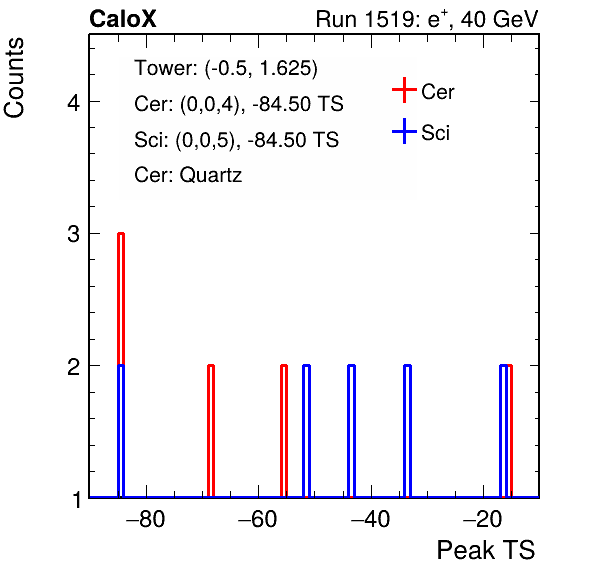 CaloX Run 1519: e+, 40 GeV
Counts
Tower: (-0.5, 1.625)
Cer: (0,0,4), -84.50 TS
Sci: (0,0,5), -84.50 TS
Cer: Quartz
Cer
Sci
4
3
2
1
−80 −60 −40 −20
Peak TS